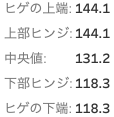 ヒゲの上端: 144.1
上部ヒンジ: 144.1
中央値: 131.2
下部ヒンジ: 118.3
ヒゲの下端: 118.3